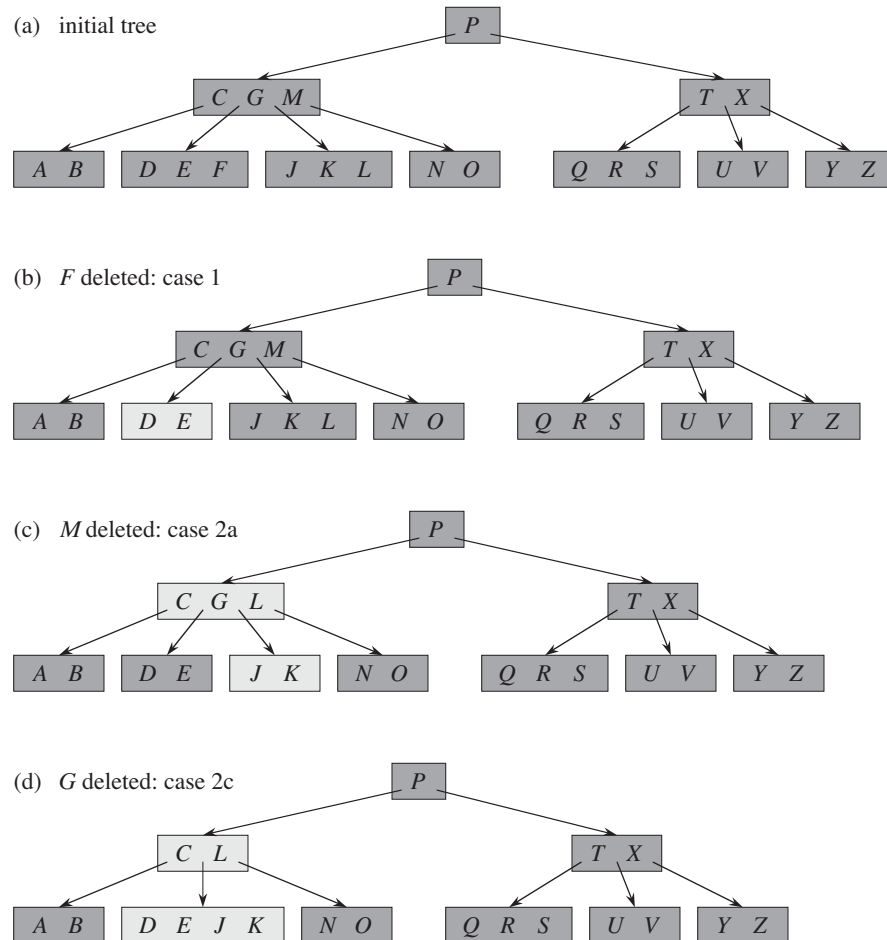 (a) initial tree
P
C G M
T X
A B
D E F
J K L
N O
Q R S
U V
Y Z
(b) F deleted: case 1
P
C G M
T X
A B
D E
J K L
N O
Q R S
U V
Y Z
(c) M deleted: case 2a
P
C G L
T X
A B
D E
J K
N O
Q R S
U V
Y Z
(d) G deleted: case 2c
P
C L
T X
A B
D E J K
N O
Q R S
U V
Y Z